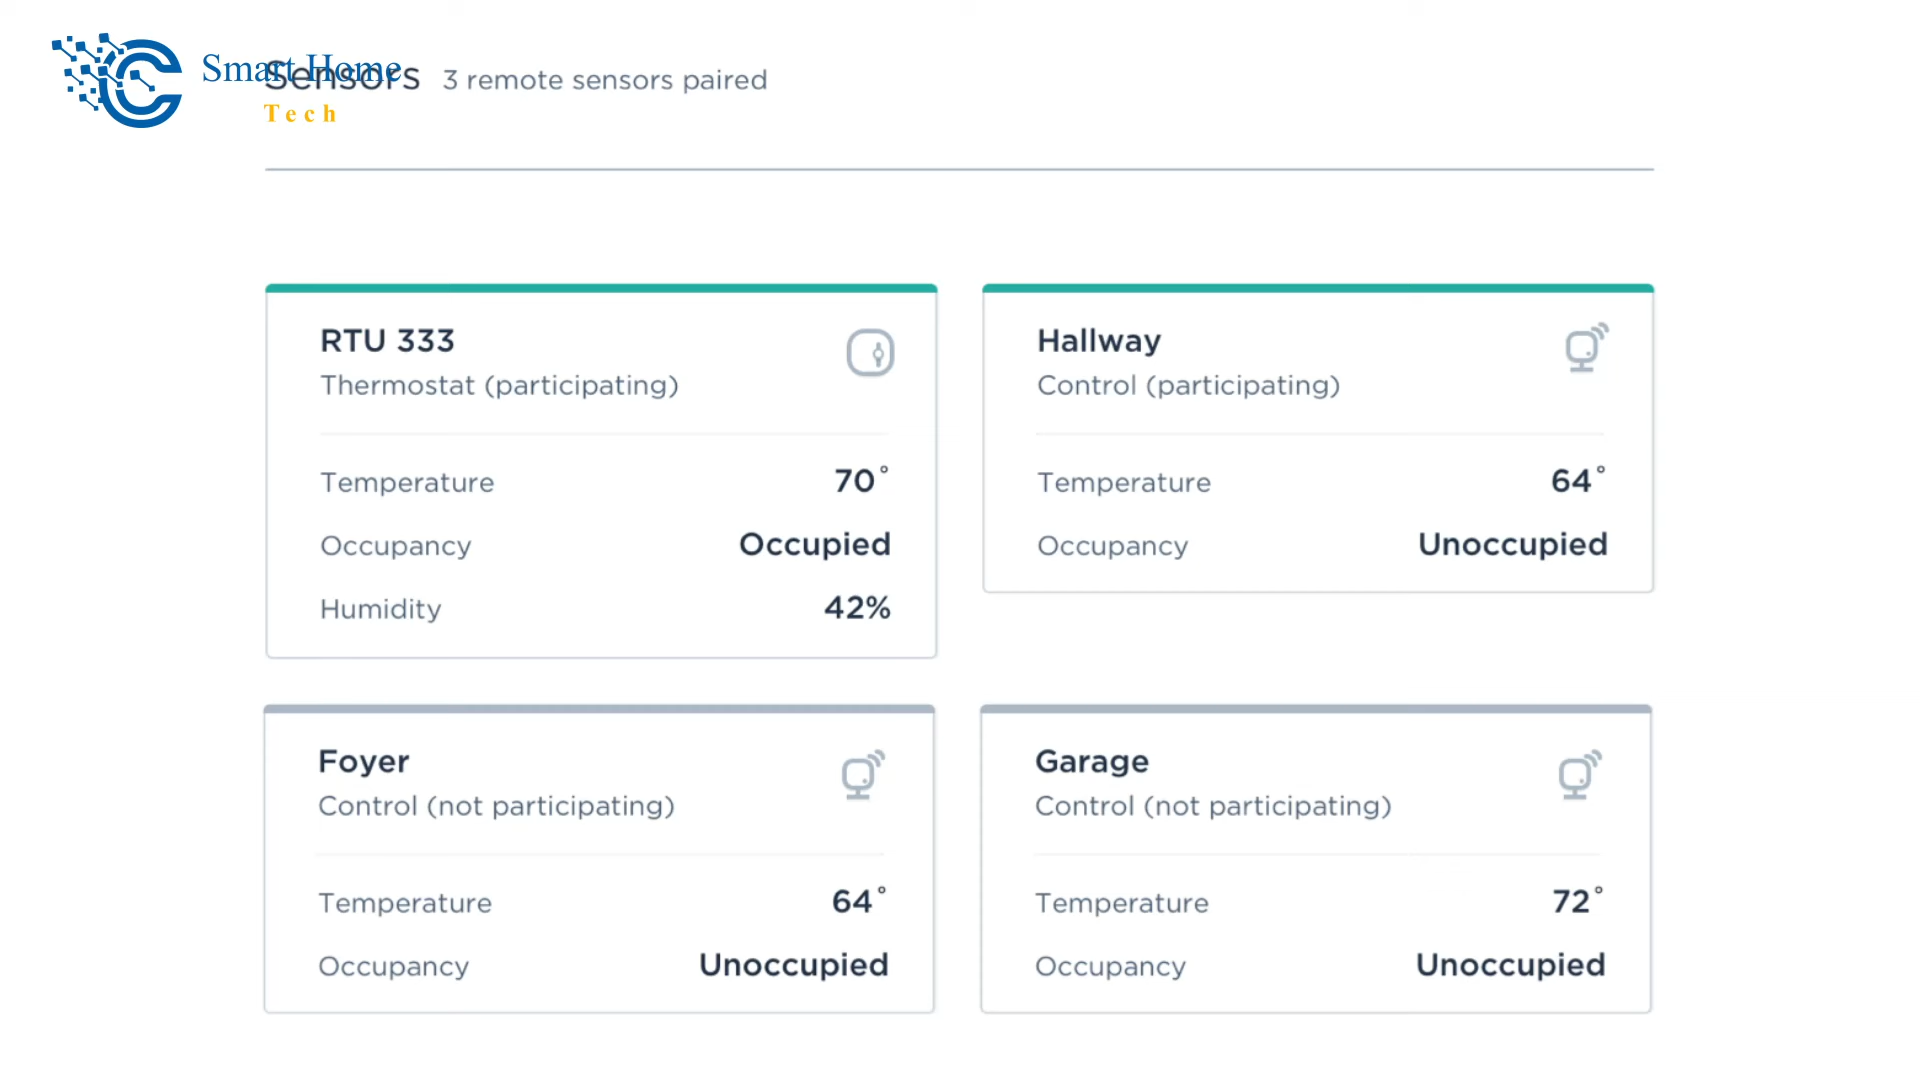 Smart Home
Tech
Sensors 3 remote sensors paired
RTU 333
Thermostat (participating)
Temperature 70°
Occupancy Occupied
Humidity 42%
Hallway
Control (participating)
Temperature 64°
Occupancy Unoccupied
Foyer
Control (not participating)
Temperature 64°
Occupancy Unoccupied
Garage
Control (not participating)
Temperature 72°
Occupancy Unoccupied